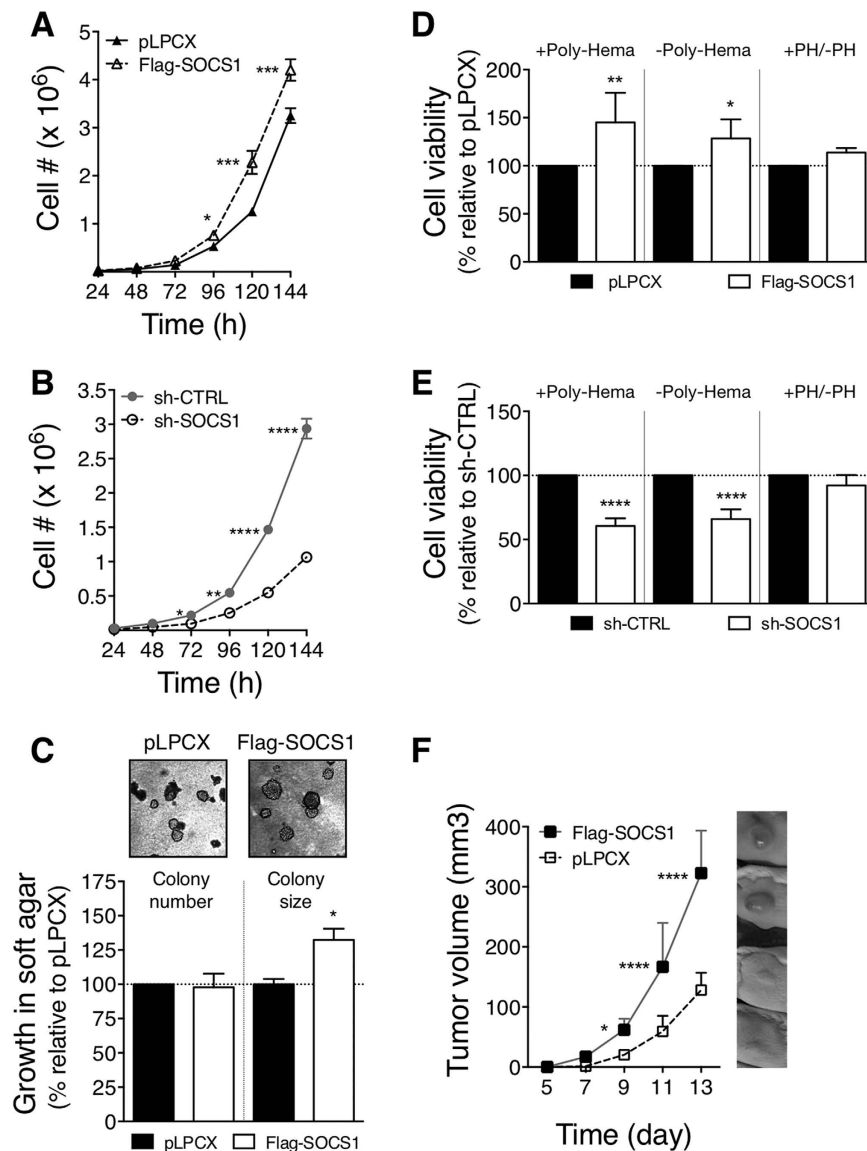 A
pLPCX
Flag-SOCS1
Cell # (x 10⁶)
5
4
3
2
1
*
***
***
24 48 72 96 120 144
Time (h)
B
sh-CTRL
sh-SOCS1
Cell # (x 10⁶)
3.5
3
2.5
2
1.5
1
0.5
*
**
****
****
24 48 72 96 120 144
Time (h)
C
pLPCX Flag-SOCS1
Growth in soft agar
(% relative to pLPCX)
175
150
125
100
75
50
25
0
Colony
number
Colony
size
*
pLPCX Flag-SOCS1
D
+Poly-Hema -Poly-Hema +PH/-PH
Cell viability
(% relative to pLPCX)
200
150
100
50
0
**
*
pLPCX Flag-SOCS1
E
+Poly-Hema -Poly-Hema +PH/-PH
Cell viability
(% relative to sh-CTRL)
150
100
50
0
****
****
sh-CTRL sh-SOCS1
F
Flag-SOCS1
pLPCX
Tumor volume (mm3)
400
300
200
100
0
*
****
****
5 7 9 11 13
Time (day)